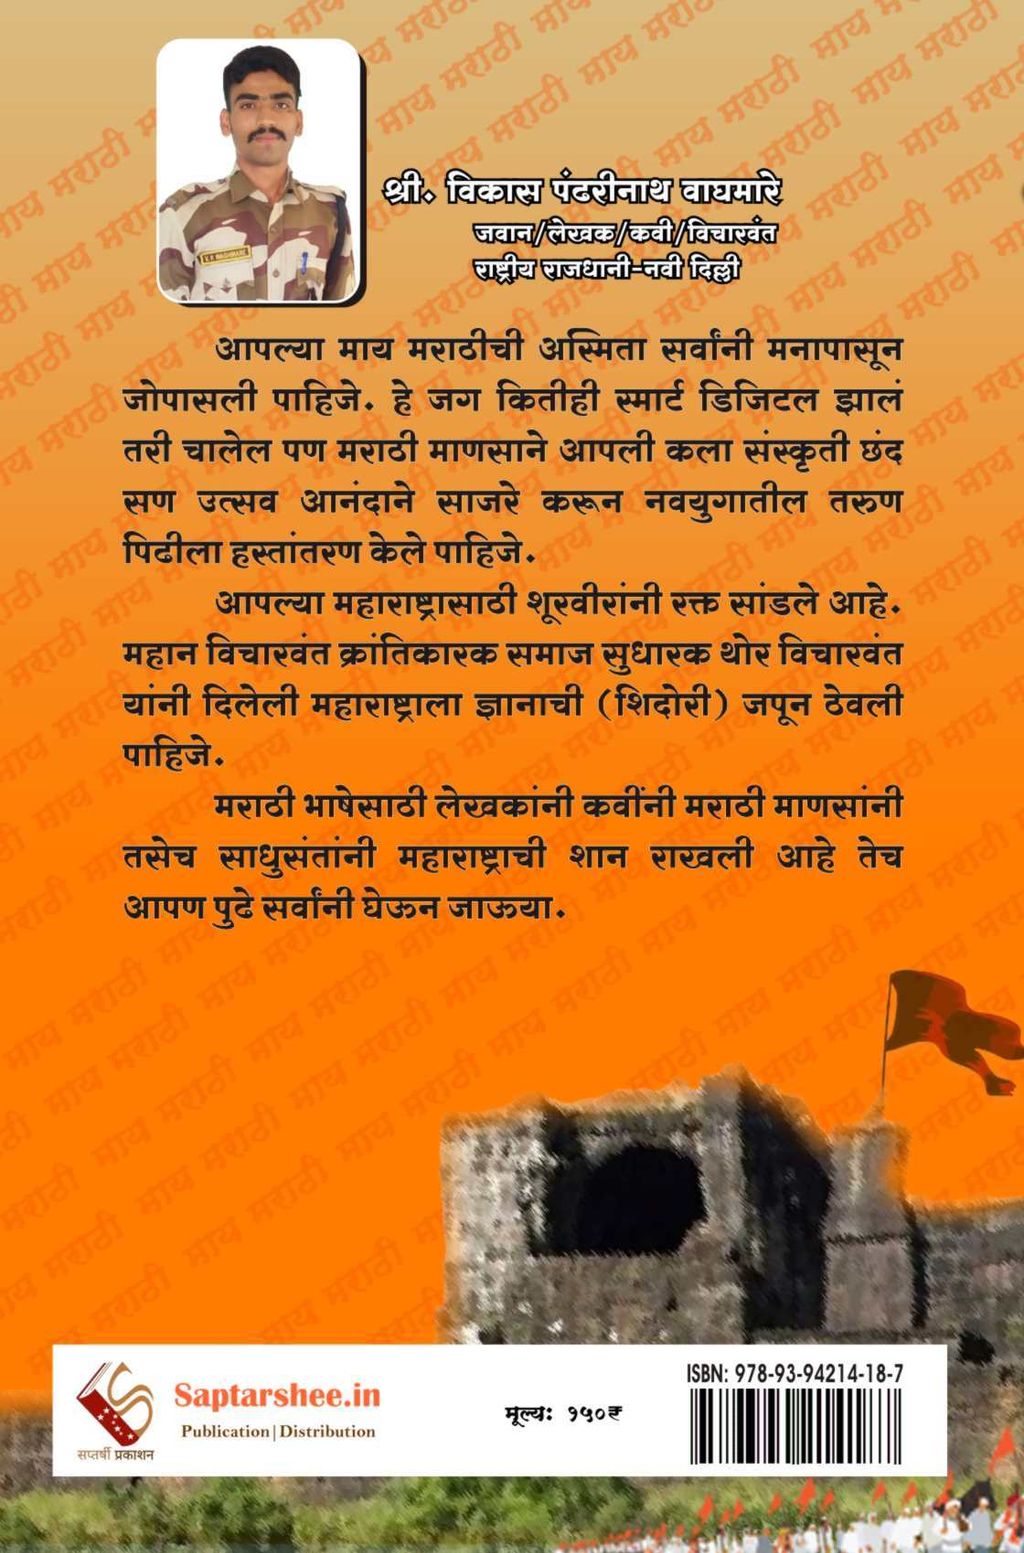 श्री. विकास पंढरीनाथ वाघमारे
जवान/लेखक/कवी/विचारवंत
राष्ट्रीय राजधानी-नवी दिल्ली
V.P. WAGHMARE
आपल्या माय मराठीची अस्मिता सर्वांनी मनापासून
जोपासली पाहिजे. हे जग कितीही स्मार्ट डिजिटल झालं
तरी चालेल पण मराठी माणसाने आपली कला संस्कृती छंद
सण उत्सव आनंदाने साजरे करून नवयुगातील तरुण
पिढीला हस्तांतरण केले पाहिजे.
आपल्या महाराष्ट्रासाठी शूरवीरांनी रक्त सांडले आहे.
महान विचारवंत क्रांतिकारक समाज सुधारक थोर विचारवंत
यांनी दिलेली महाराष्ट्राला ज्ञानाची (शिदोरी) जपून ठेवली
पाहिजे.
मराठी भाषेसाठी लेखकांनी कवींनी मराठी माणसांनी
तसेच साधुसंतांनी महाराष्ट्राची शान राखली आहे तेच
आपण पुढे सर्वांनी घेऊन जाऊया.
सप्तर्षी प्रकाशन
Saptarshee.in
Publication|Distribution
मूल्य: १५०₹
ISBN: 978-93-94214-18-7